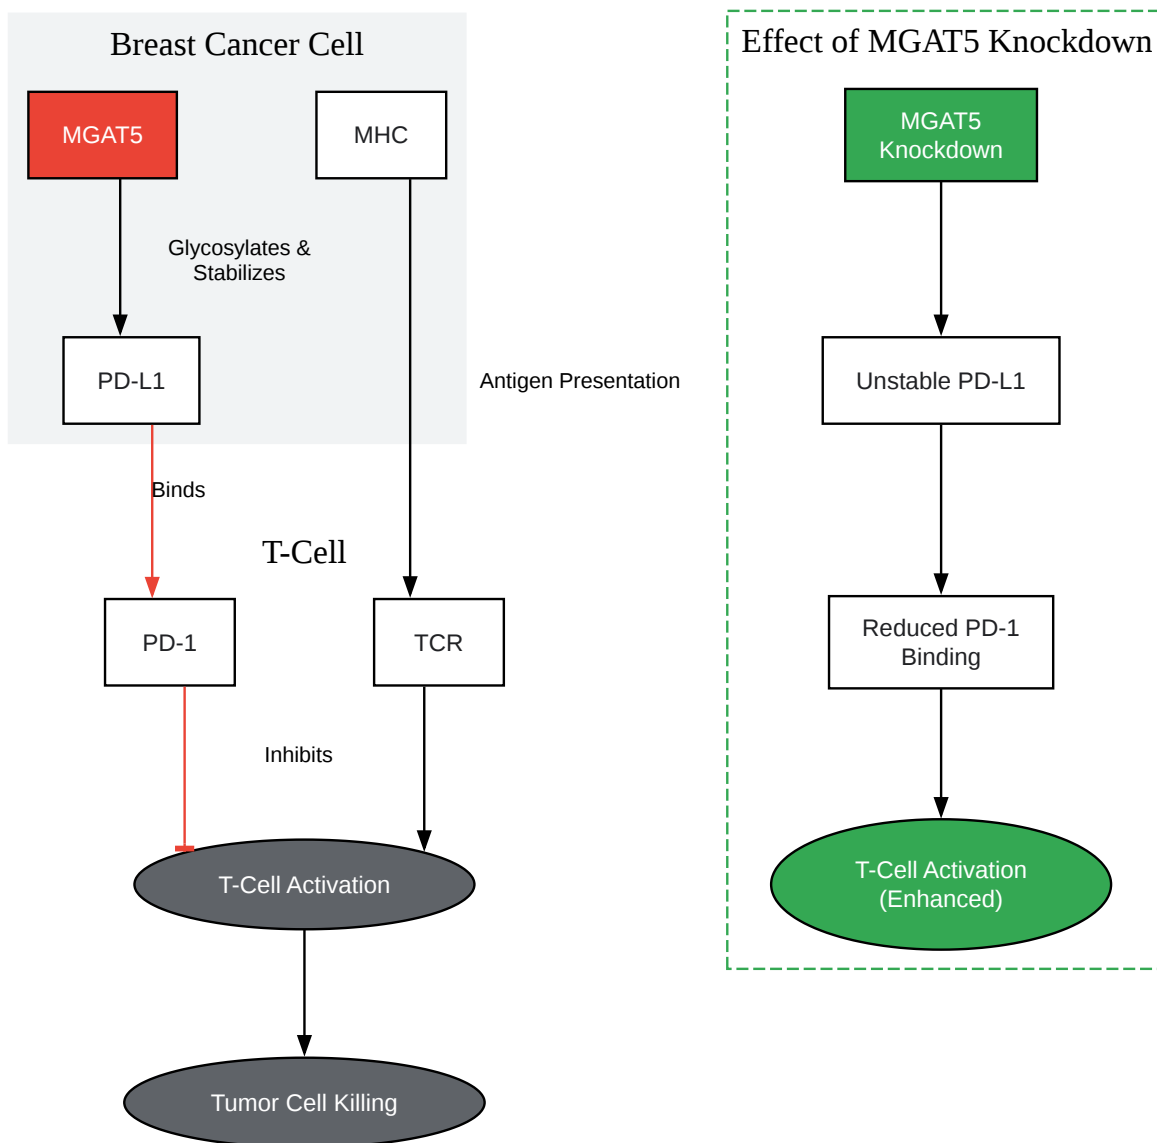 Breast Cancer Cell
MGAT5
MHC
Glycosylates &
Stabilizes
PD-L1
Antigen Presentation
Binds
T-Cell
PD-1
TCR
Inhibits
T-Cell Activation
Tumor Cell Killing
Effect of MGAT5 Knockdown
MGAT5
Knockdown
Unstable PD-L1
Reduced PD-1
Binding
T-Cell Activation
(Enhanced)